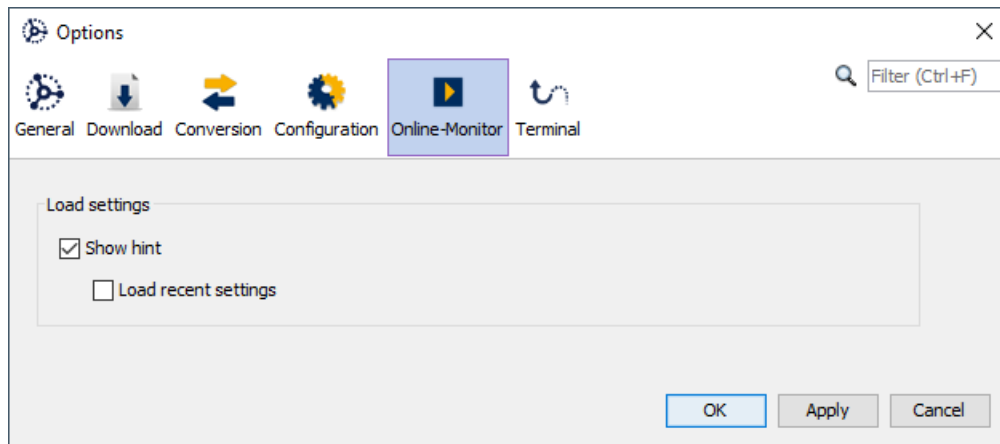 Options
Filter (Ctrl+F)
General Download Conversion Configuration Online-Monitor Terminal
Load settings
Show hint
Load recent settings
OK Apply Cancel